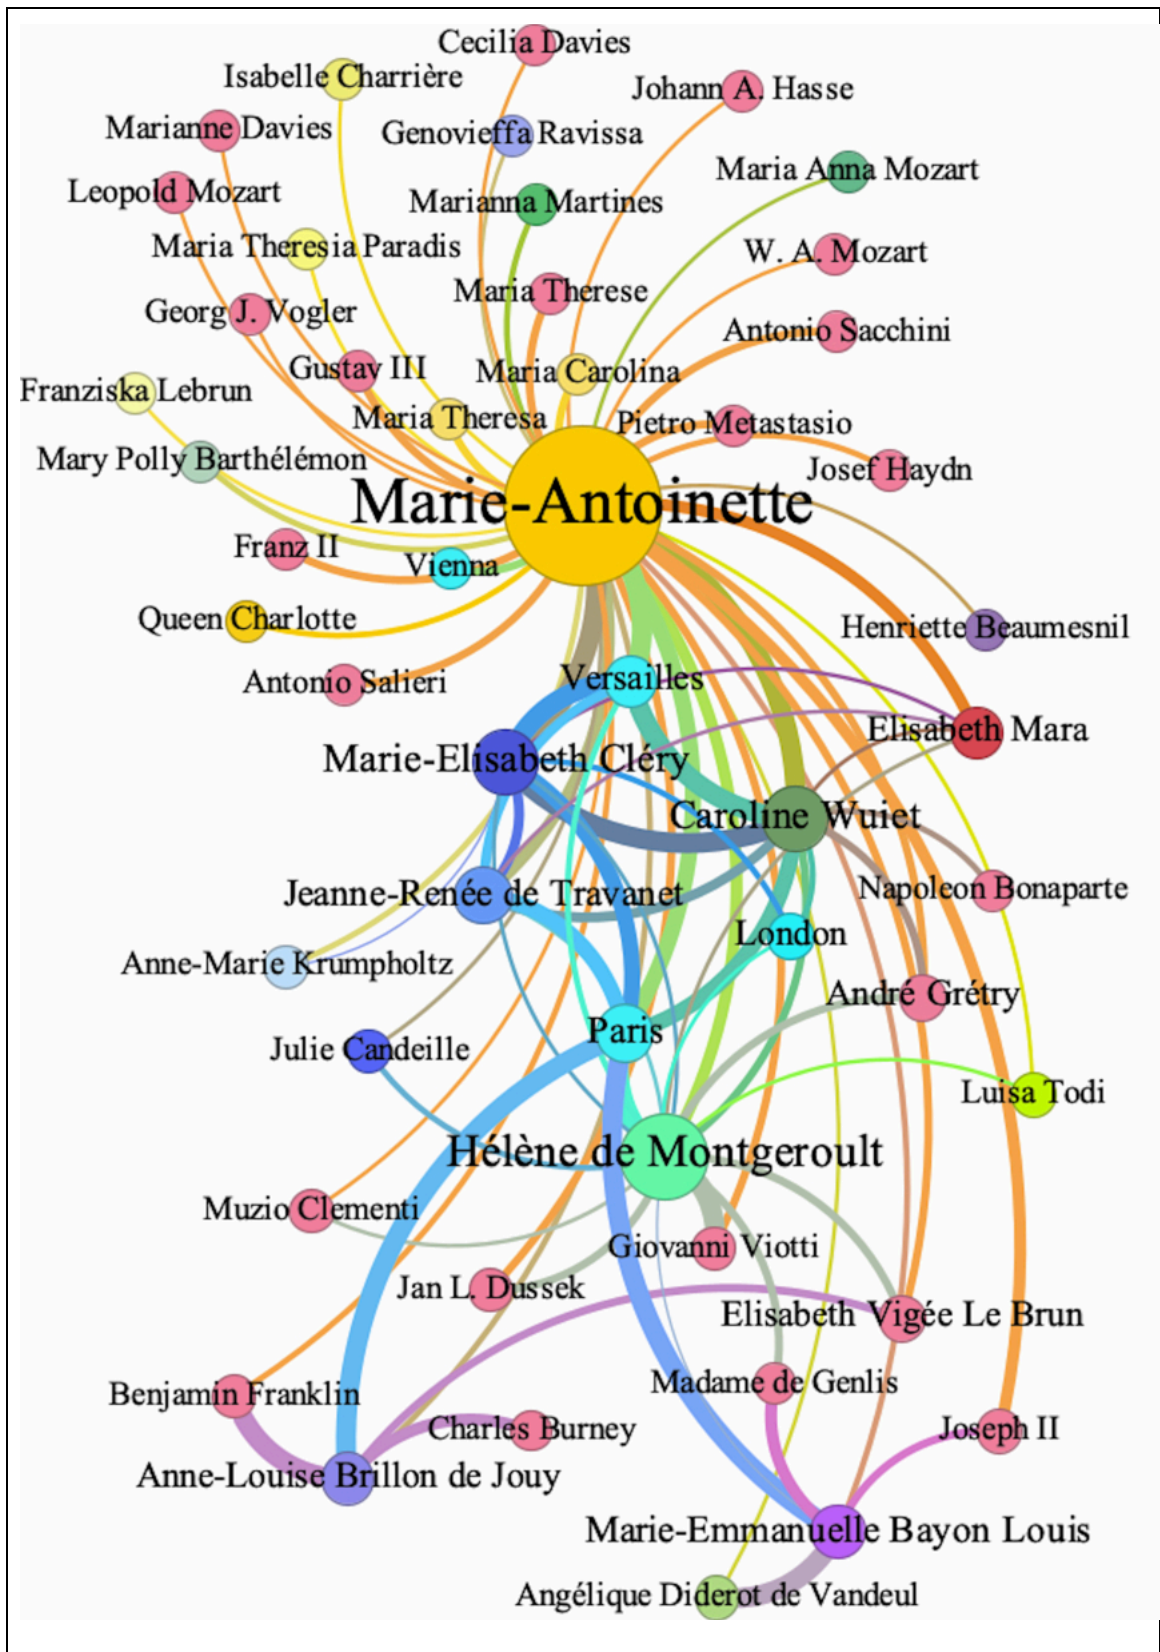 Cecilia Davies
Isabelle Charrière
Johann A. Hasse
Marianne Davies
Genovieffa Ravissa
Maria Anna Mozart
Leopold Mozart
Marianna Martines
Maria Theresia Paradis
W. A. Mozart
Maria Therese
Georg J. Vogler
Antonio Sacchini
Gustav III
Maria Carolina
Franziska Lebrun
Maria Theresa
Pietro Metastasio
Mary Polly Barthélémon
Josef Haydn
Marie-Antoinette
Franz II
Vienna
Queen Charlotte
Henriette Beaumesnil
Antonio Salieri
Versailles
Elisabeth Mara
Marie-Elisabeth Cléry
Caroline Wuiet
Jeanne-Renée de Travanet
Napoleon Bonaparte
London
Anne-Marie Krumpholtz
André Grétry
Paris
Julie Candeille
Luisa Todi
Hélène de Montgeroult
Muzio Clementi
Giovanni Viotti
Jan L. Dussek
Elisabeth Vigée Le Brun
Madame de Genlis
Benjamin Franklin
Charles Burney
Joseph II
Anne-Louise Brillon de Jouy
Marie-Emmanuelle Bayon Louis
Angélique Diderot de Vandeul